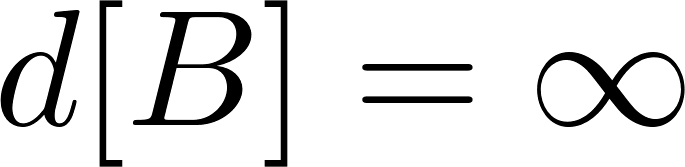 d[B] = ∞